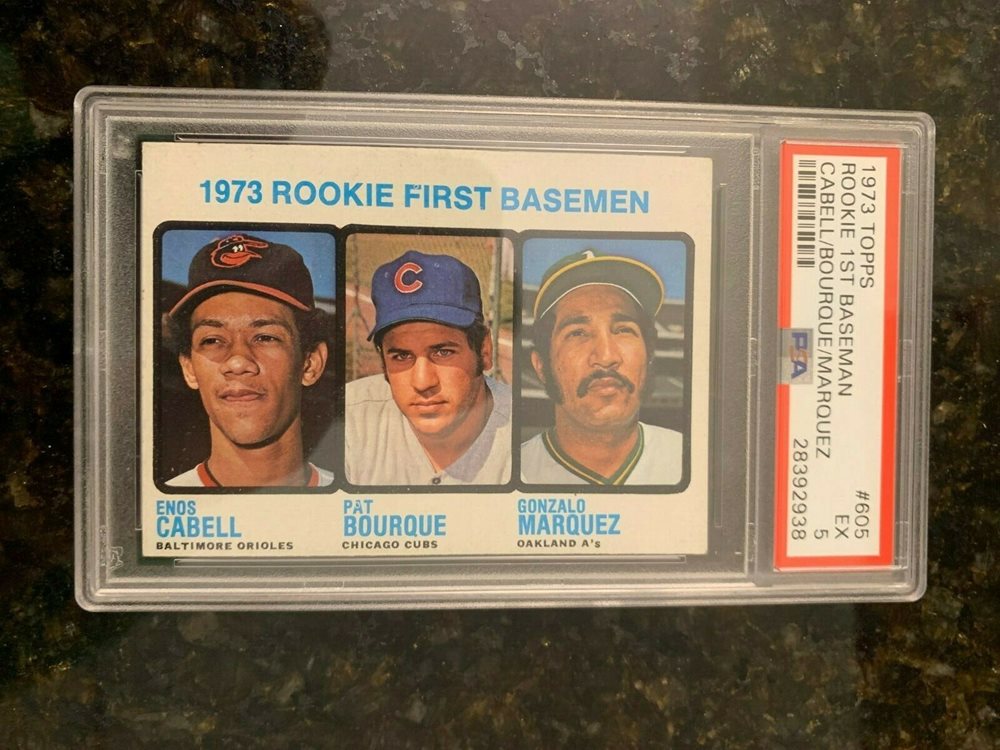 1973 ROOKIE FIRST BASEMEN
C
A
ENOS
CABELL
BALTIMORE ORIOLES
PAT
BOURQUE
CHICAGO CUBS
GONZALO
MARQUEZ
OAKLAND A's
1973 TOPPS #605
ROOKIE 1ST BASEMAN EX
CABELL/BOURQUE/MARQUEZ 5
PSA 28392938